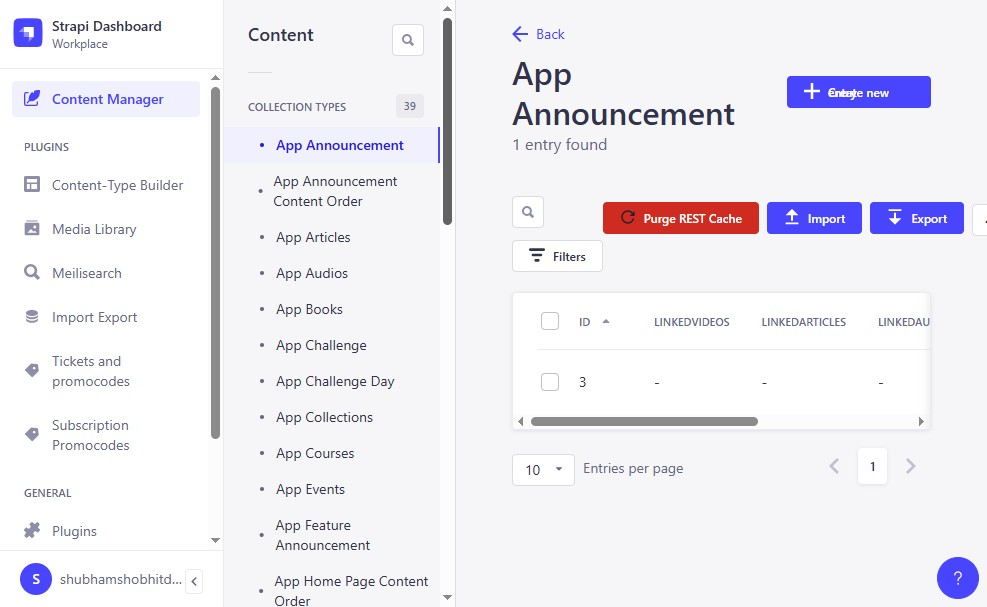 Strapi Dashboard
Workplace
Content Manager
PLUGINS
Content-Type Builder
Media Library
Meilisearch
Import Export
Tickets and
promocodes
Subscription
Promocodes
GENERAL
Plugins
S
shubhamshobhitd...
Content
COLLECTION TYPES
39
App Announcement
App Announcement
Content Order
App Articles
App Audios
App Books
App Challenge
App Challenge Day
App Collections
App Courses
App Events
App Feature
Announcement
App Home Page Content
Order
Back
App
Announcement
1 entry found
Create new
entry
Purge REST Cache
Import
Export
Filters
ID
LINKEDVIDEOS
LINKEDARTICLES
LINKEDAU
3
-
-
-
10
Entries per page
1
?